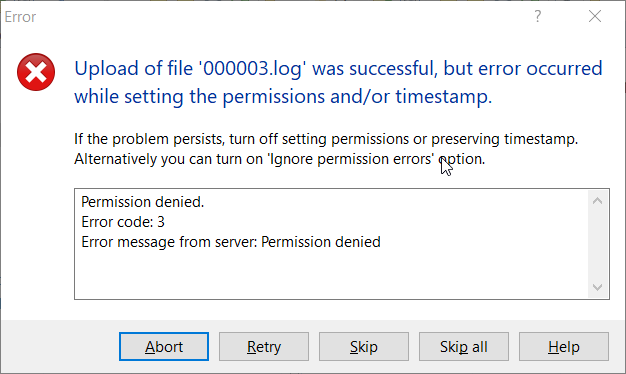 Error
?
Upload of file '000003.log' was successful, but error occurred
while setting the permissions and/or timestamp.
If the problem persists, turn off setting permissions or preserving timestamp.
Alternatively you can turn on 'Ignore permission errors' option.
Permission denied.
Error code: 3
Error message from server: Permission denied
Abort Retry Skip Skip all Help